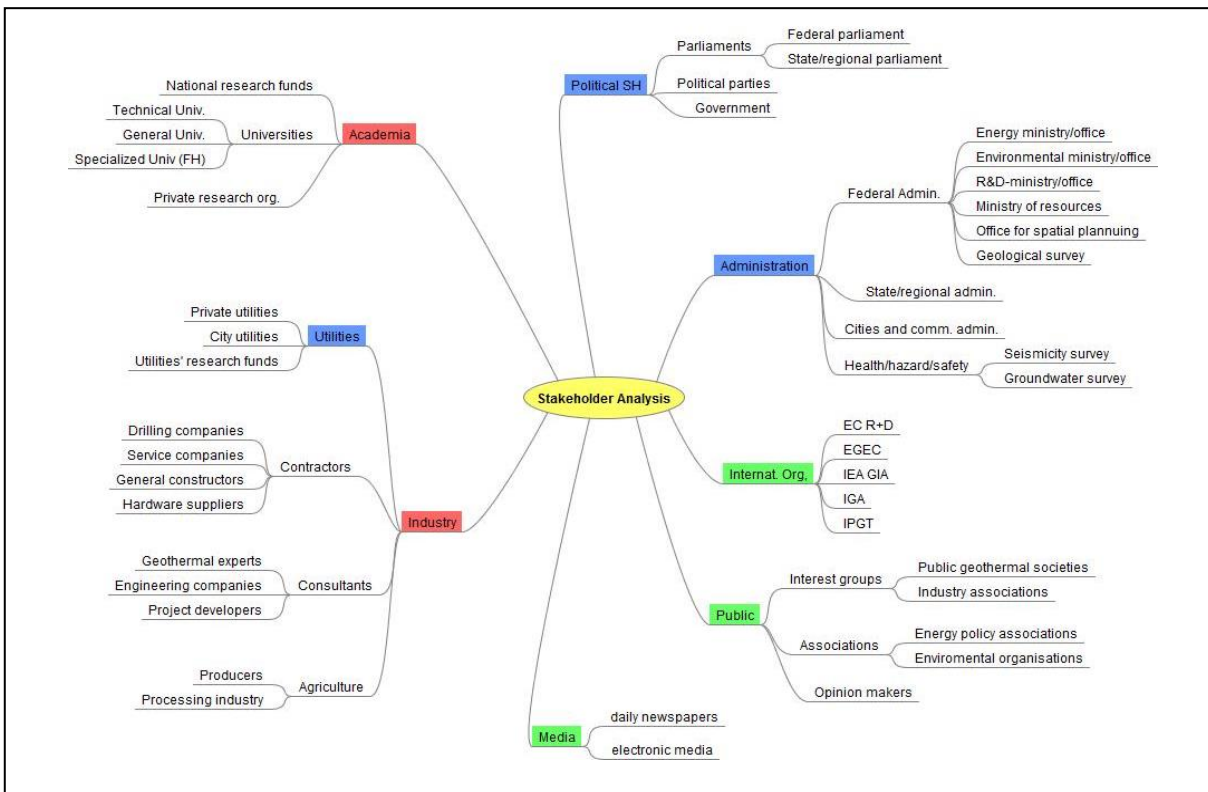 Stakeholder Analysis
Political SH
Parliaments
Federal parliament
State/regional parliament
Political parties
Government
Administration
Federal Admin.
Energy ministry/office
Environmental ministry/office
R&D-ministry/office
Ministry of resources
Office for spatial plannuing
Geological survey
State/regional admin.
Cities and comm. admin.
Health/hazard/safety
Seismicity survey
Groundwater survey
Internat. Org,
EC R+D
EGEC
IEA GIA
IGA
IPGT
Public
Interest groups
Public geothermal societies
Industry associations
Associations
Energy policy associations
Enviromental organisations
Opinion makers
Media
daily newspapers
electronic media
Academia
National research funds
Universities
Technical Univ.
General Univ.
Specialized Univ (FH)
Private research org.
Industry
Utilities
Private utilities
City utilities
Utilities' research funds
Contractors
Drilling companies
Service companies
General constructors
Hardware suppliers
Consultants
Geothermal experts
Engineering companies
Project developers
Agriculture
Producers
Processing industry